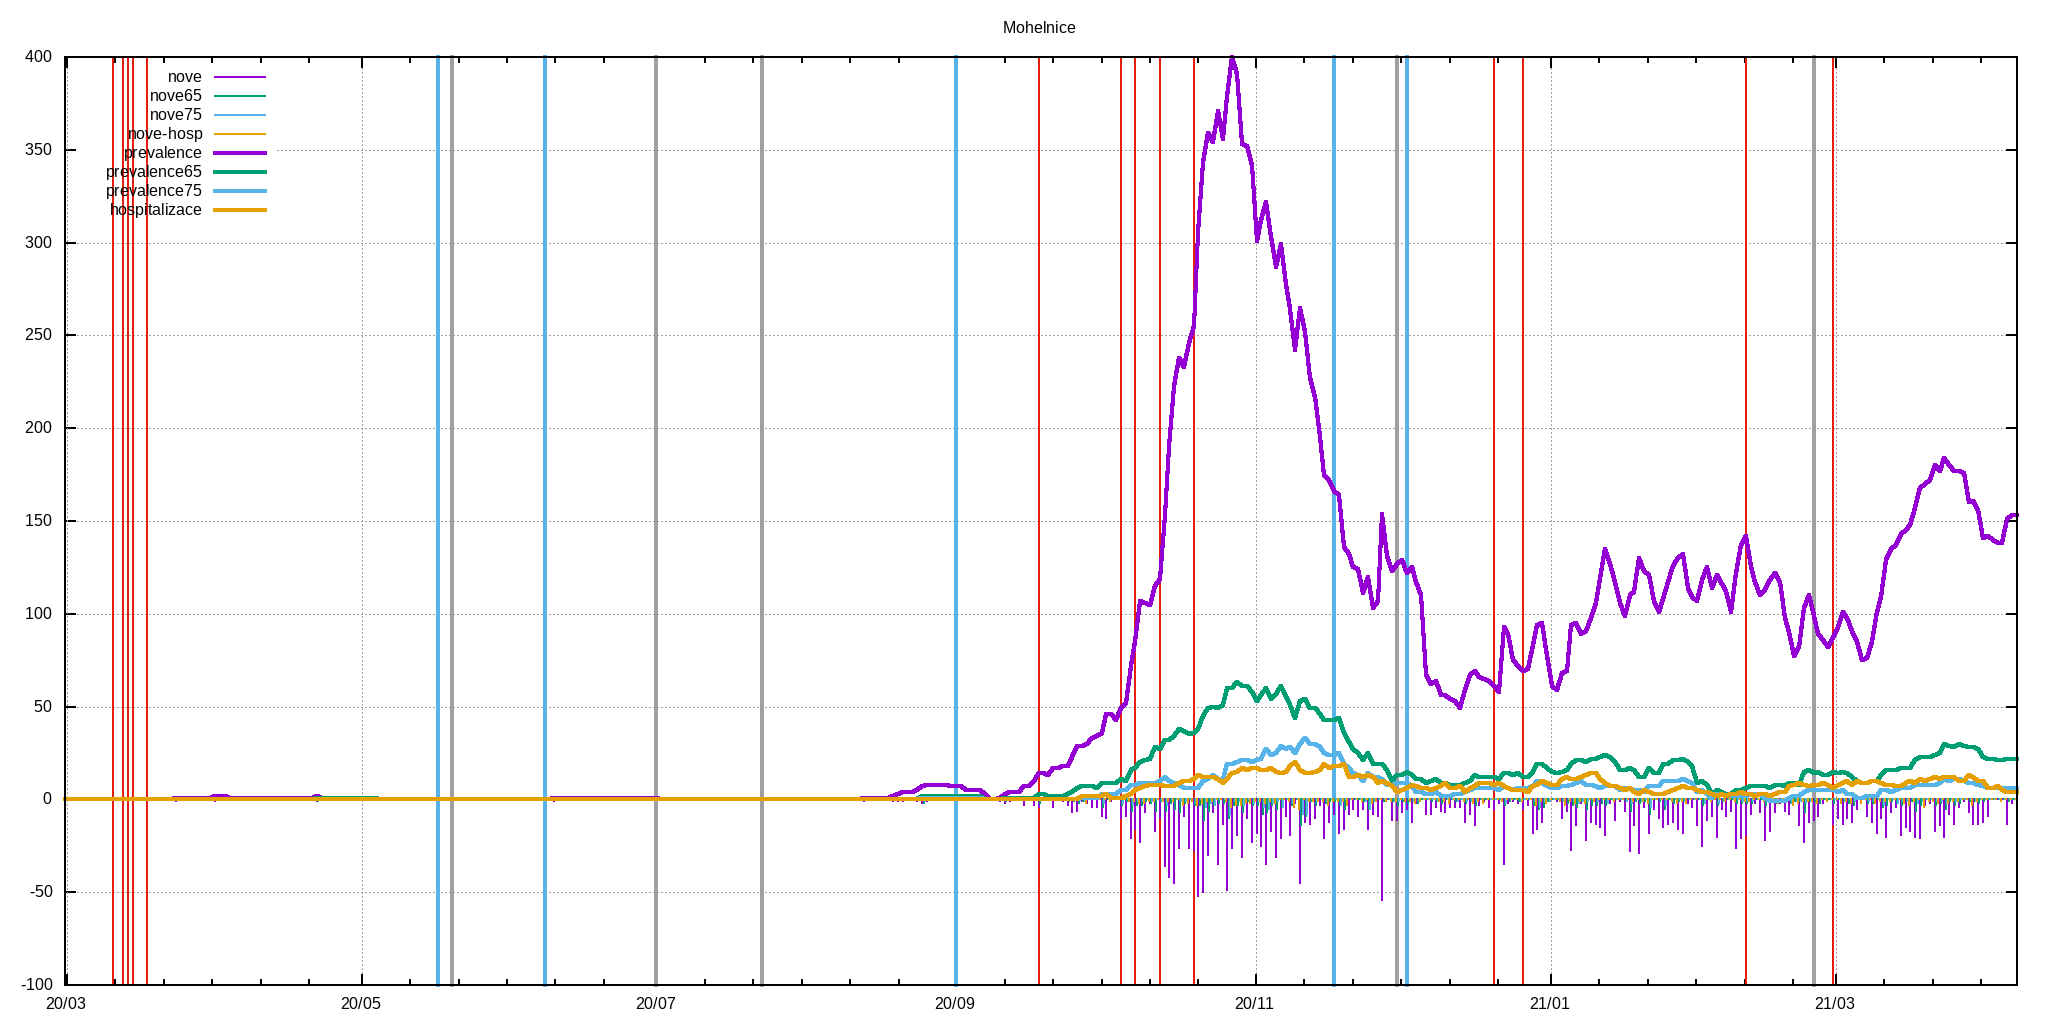 Mohelnice
400
350
300
250
200
150
100
50
0
-50
-100
nove
nove65
nove75
nove-hosp
prevalence
prevalence65
prevalence75
hospitalizace
20/03 20/05 20/07 20/09 20/11 21/01 21/03